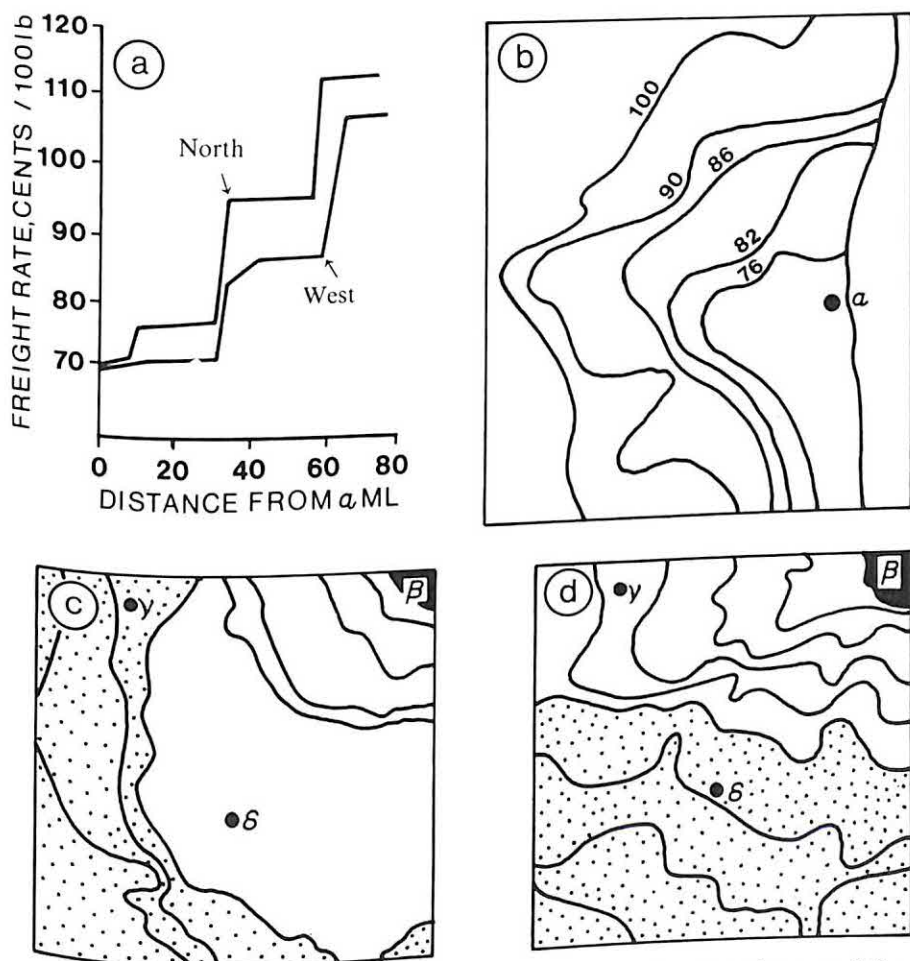 a
FREIGHT RATE, CENTS / 100 lb
120
110
100
90
80
70
North
West
0 20 40 60 80
DISTANCE FROM a ML
b
100
90
86
82
76
a
c
γ
β
δ
d
γ
β
δ